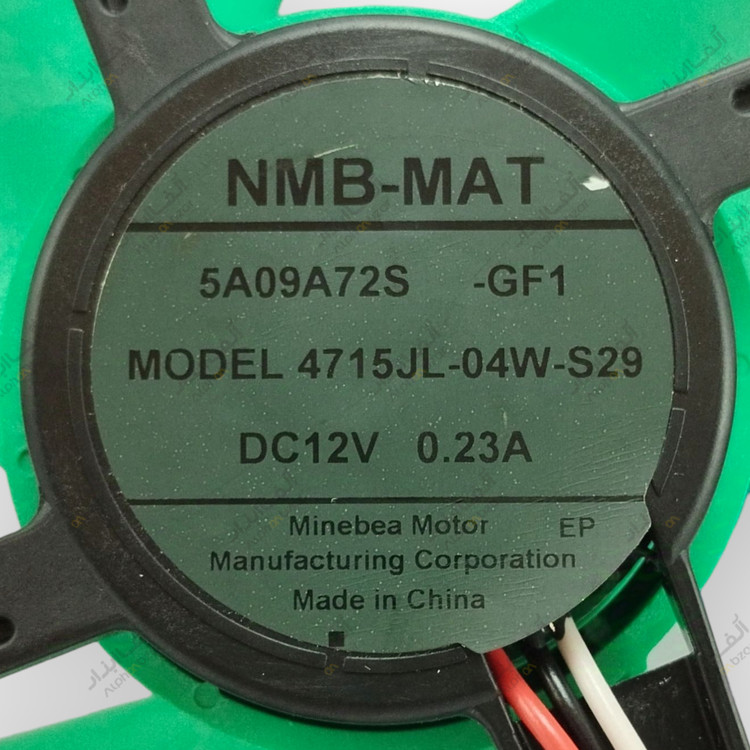 NMB-MAT
5A09A72S -GF1
MODEL 4715JL-04W-S29
DC12V 0.23A
Minebea Motor EP
Manufacturing Corporation
Made in China